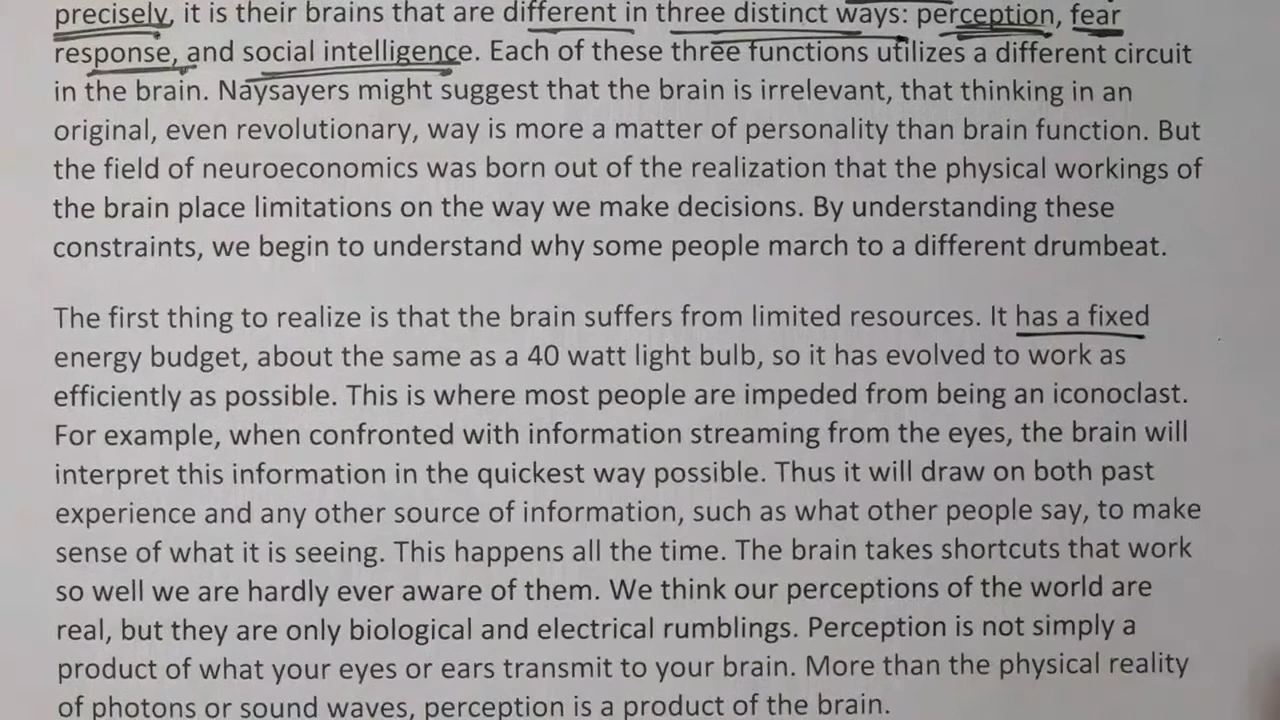 precisely, it is their brains that are different in three distinct ways: perception, fear
response, and social intelligence. Each of these three functions utilizes a different circuit
in the brain. Naysayers might suggest that the brain is irrelevant, that thinking in an
original, even revolutionary, way is more a matter of personality than brain function. But
the field of neuroeconomics was born out of the realization that the physical workings of
the brain place limitations on the way we make decisions. By understanding these
constraints, we begin to understand why some people march to a different drumbeat.
The first thing to realize is that the brain suffers from limited resources. It has a fixed
energy budget, about the same as a 40 watt light bulb, so it has evolved to work as
efficiently as possible. This is where most people are impeded from being an iconoclast.
For example, when confronted with information streaming from the eyes, the brain will
interpret this information in the quickest way possible. Thus it will draw on both past
experience and any other source of information, such as what other people say, to make
sense of what it is seeing. This happens all the time. The brain takes shortcuts that work
so well we are hardly ever aware of them. We think our perceptions of the world are
real, but they are only biological and electrical rumblings. Perception is not simply a
product of what your eyes or ears transmit to your brain. More than the physical reality
of photons or sound waves, perception is a product of the brain.